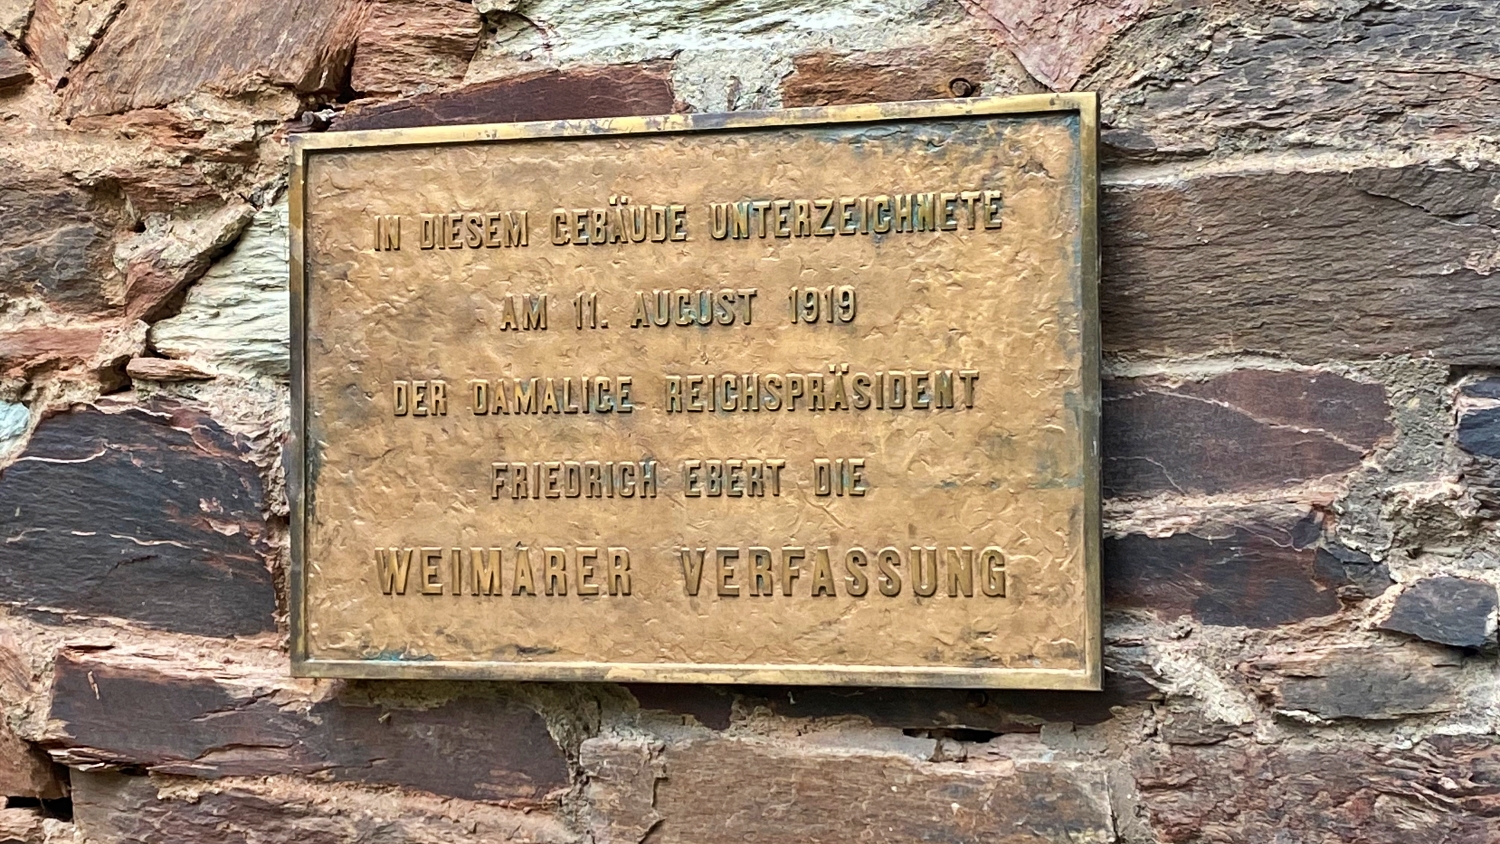 IN DIESEM GEBÄUDE UNTERZEICHNETE
AM 11. AUGUST 1919
DER DAMALIGE REICHSPRÄSIDENT
FRIEDRICH EBERT DIE
WEIMARER VERFASSUNG